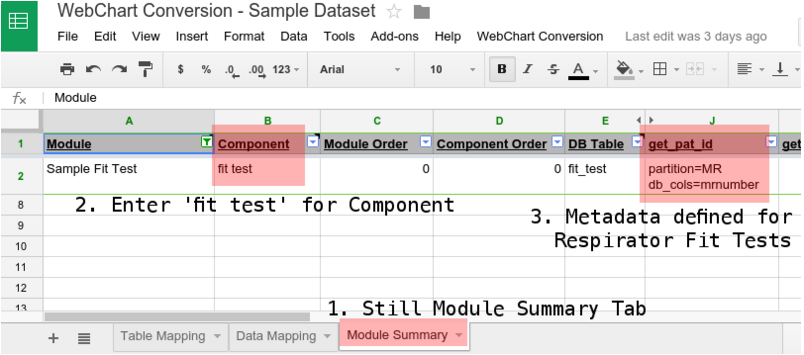 WebChart Conversion - Sample Dataset
File Edit View Insert Format Data Tools Add-ons Help WebChart Conversion Last edit was 3 days ago
$ % .0 .00 123 Arial 10 B I S A
fx Module
A B C D E J
1 Module Component Module Order Component Order DB Table get_pat_id get
2 Sample Fit Test fit test 0 0 fit_test partition=MR
db_cols=mrnumber
8 2. Enter 'fit test' for Component
9 3. Metadata defined for
10 Respirator Fit Tests
11
12
13 1. Still Module Summary Tab
+ Table Mapping Data Mapping Module Summary